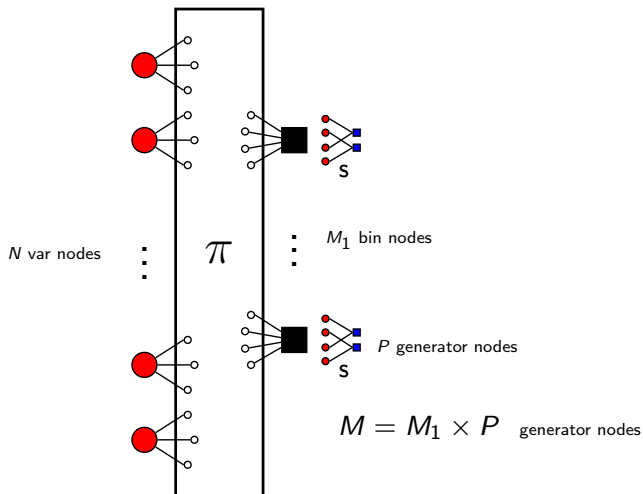 S
π
N var nodes
M₁ bin nodes
P generator nodes
S
M = M₁ × P generator nodes